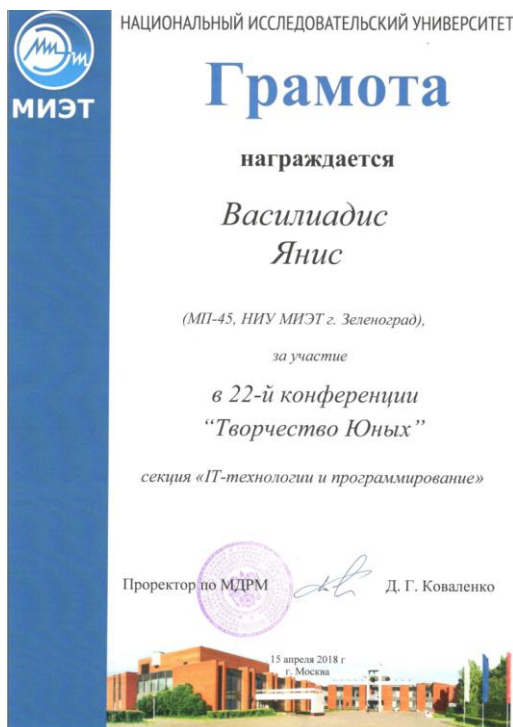 НАЦИОНАЛЬНЫЙ ИССЛЕДОВАТЕЛЬСКИЙ УНИВЕРСИТЕТ
МИЭТ
Грамота
награждается
Василиадис
Янис
(МП-45, НИУ МИЭТ г. Зеленоград),
за участие
в 22-й конференции
“Творчество Юных”
секция «IT-технологии и программирование»
Проректор по МДРМ Д. Г. Коваленко
15 апреля 2018 г
г. Москва